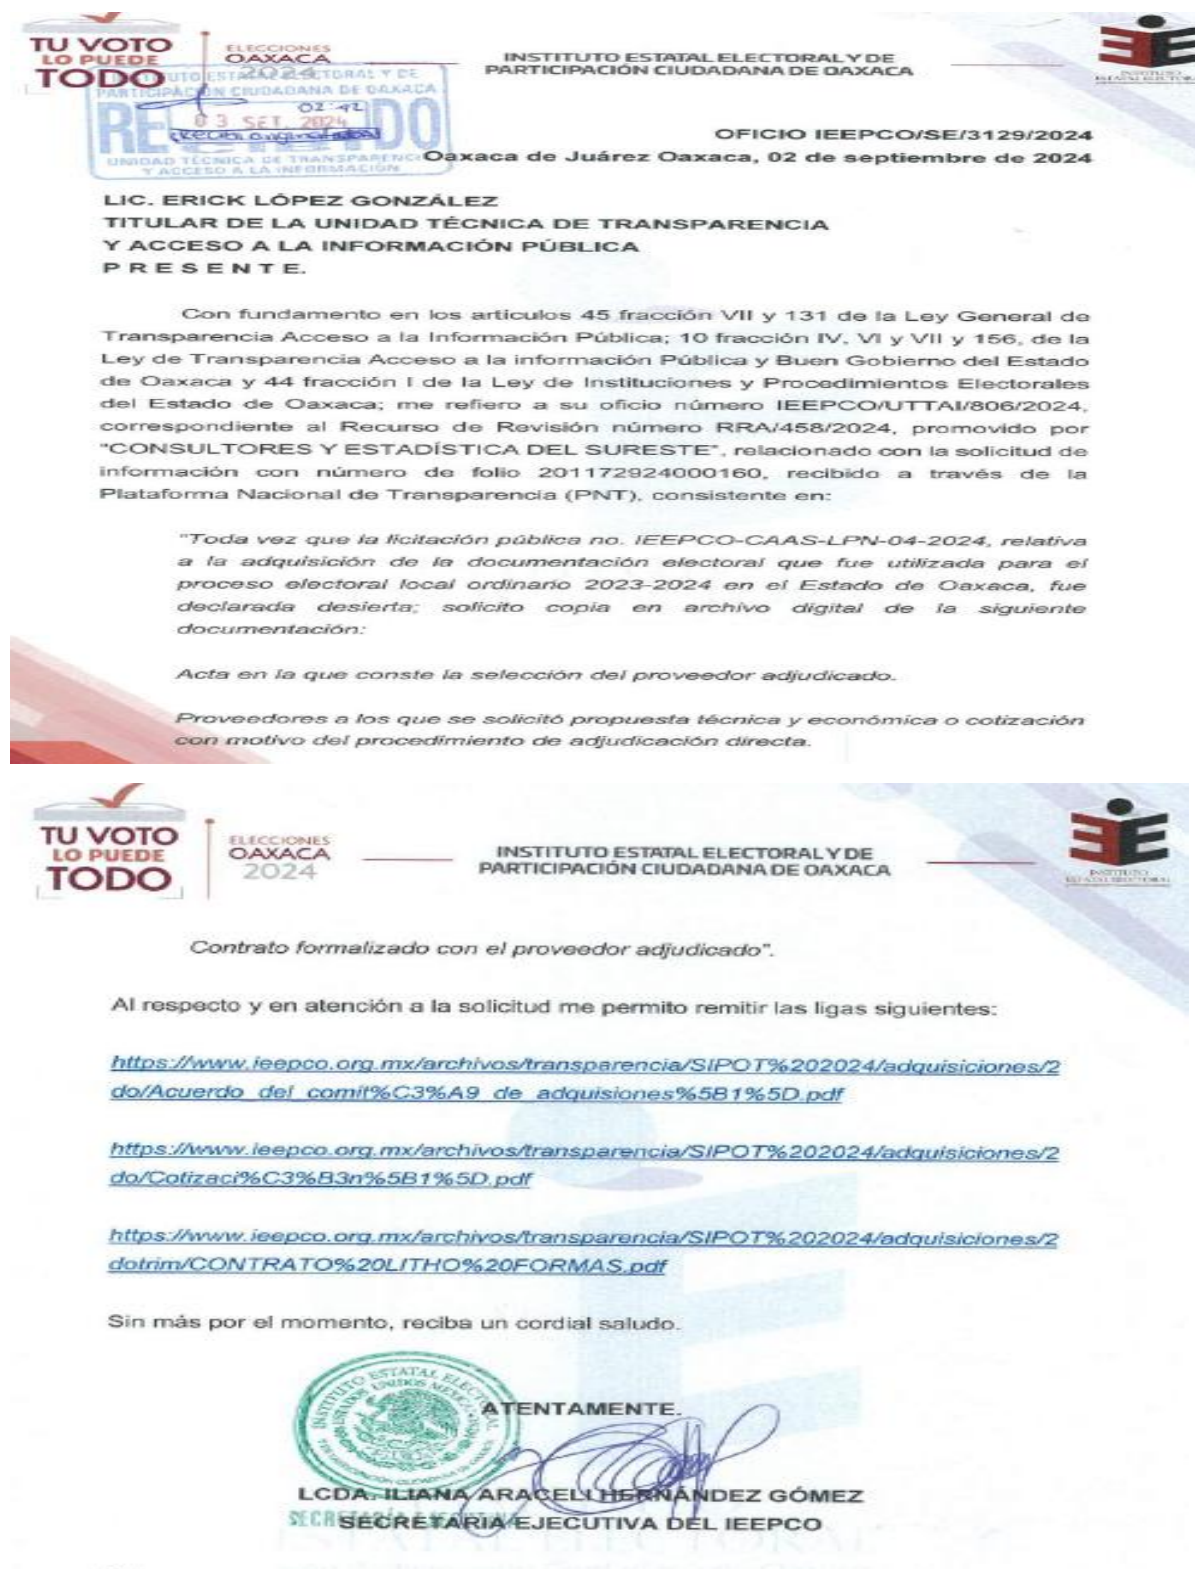 TU VOTO
LO PUEDE
TODO
ELECCIONES
OAXACA
2024
INSTITUTO ESTATAL ELECTORAL Y DE
PARTICIPACIÓN CIUDADANA DE OAXACA
INSTITUTO ESTATAL ELECTORAL Y DE
PARTICIPACIÓN CIUDADANA DE OAXACA
RECIBIDO
03 SET. 2024
UNIDAD TÉCNICA DE TRANSPARENCIA
Y ACCESO A LA INFORMACIÓN
OFICIO IEEPCO/SE/3129/2024
Oaxaca de Juárez Oaxaca, 02 de septiembre de 2024
LIC. ERICK LÓPEZ GONZÁLEZ
TITULAR DE LA UNIDAD TÉCNICA DE TRANSPARENCIA
Y ACCESO A LA INFORMACIÓN PÚBLICA
P R E S E N T E.
Con fundamento en los articulos 45 fracción VII y 131 de la Ley General de
Transparencia Acceso a la Información Pública; 10 fracción IV, VI y VII y 156, de la
Ley de Transparencia Acceso a la información Pública y Buen Gobierno del Estado
de Oaxaca y 44 fracción I de la Ley de Instituciones y Procedimientos Electorales
del Estado de Oaxaca; me refiero a su oficio número IEEPCO/UTTAI/806/2024,
correspondiente al Recurso de Revisión número RRA/458/2024, promovido por
"CONSULTORES Y ESTADÍSTICA DEL SURESTE", relacionado con la solicitud de
información con número de folio 201172924000160, recibido a través de la
Plataforma Nacional de Transparencia (PNT), consistente en:
"Toda vez que la licitación pública no. IEEPCO-CAAS-LPN-04-2024, relativa
a la adquisición de la documentación electoral que fue utilizada para el
proceso electoral local ordinario 2023-2024 en el Estado de Oaxaca, fue
declarada desierta; solicito copia en archivo digital de la siguiente
documentación:
Acta en la que conste la selección del proveedor adjudicado.
Proveedores a los que se solicitó propuesta técnica y económica o cotización
con motivo del procedimiento de adjudicación directa.
TU VOTO
LO PUEDE
TODO
ELECCIONES
OAXACA
2024
INSTITUTO ESTATAL ELECTORAL Y DE
PARTICIPACIÓN CIUDADANA DE OAXACA
INSTITUTO
ESTATAL ELECTORAL
Contrato formalizado con el proveedor adjudicado".
Al respecto y en atención a la solicitud me permito remitir las ligas siguientes:
https://www.ieepco.org.mx/archivos/transparencia/SIPOT%202024/adquisiciones/2
do/Acuerdo_del_comit%C3%A9_de_adquisiones%5B1%5D.pdf
https://www.ieepco.org.mx/archivos/transparencia/SIPOT%202024/adquisiciones/2
do/Cotizaci%C3%B3n%5B1%5D.pdf
https://www.ieepco.org.mx/archivos/transparencia/SIPOT%202024/adquisiciones/2
dotrim/CONTRATO%20LITHO%20FORMAS.pdf
Sin más por el momento, reciba un cordial saludo.
ATENTAMENTE.
LCDA. ILIANA ARACELI HERNÁNDEZ GÓMEZ
SECRETARIA EJECUTIVA DEL IEEPCO